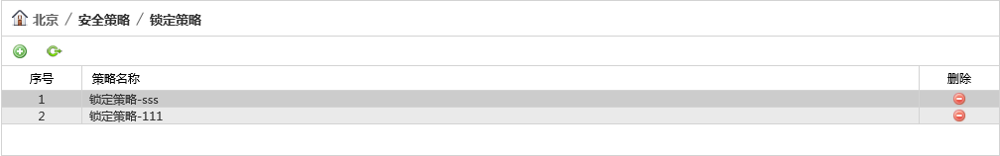 北京 / 安全策略 / 锁定策略
序号 策略名称 删除
1 锁定策略-sss
2 锁定策略-111